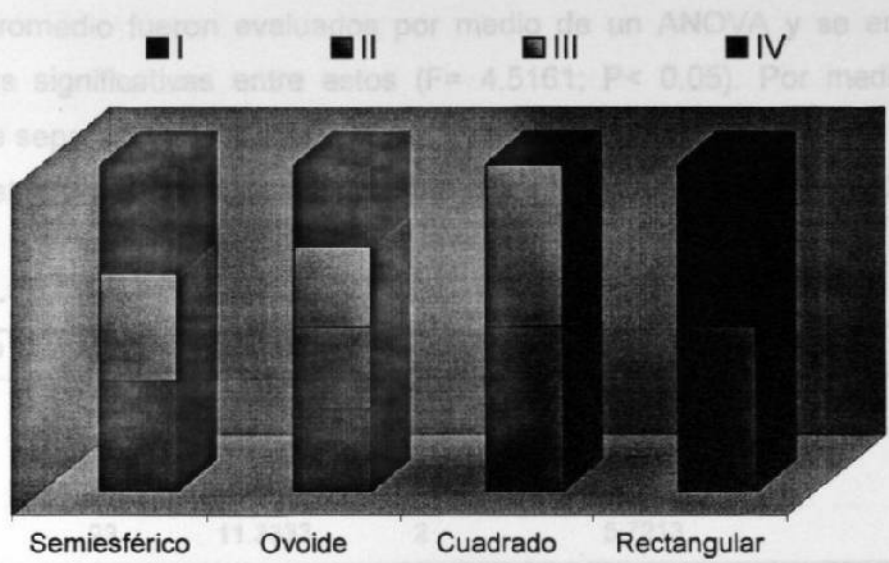 romedio fueron evaluados por medio de un ANOVA y se en
I II III IV
s significativas entre estos (F= 4.5161; P< 0.05). Por med
Semiesférico Ovoide Cuadrado Rectangular